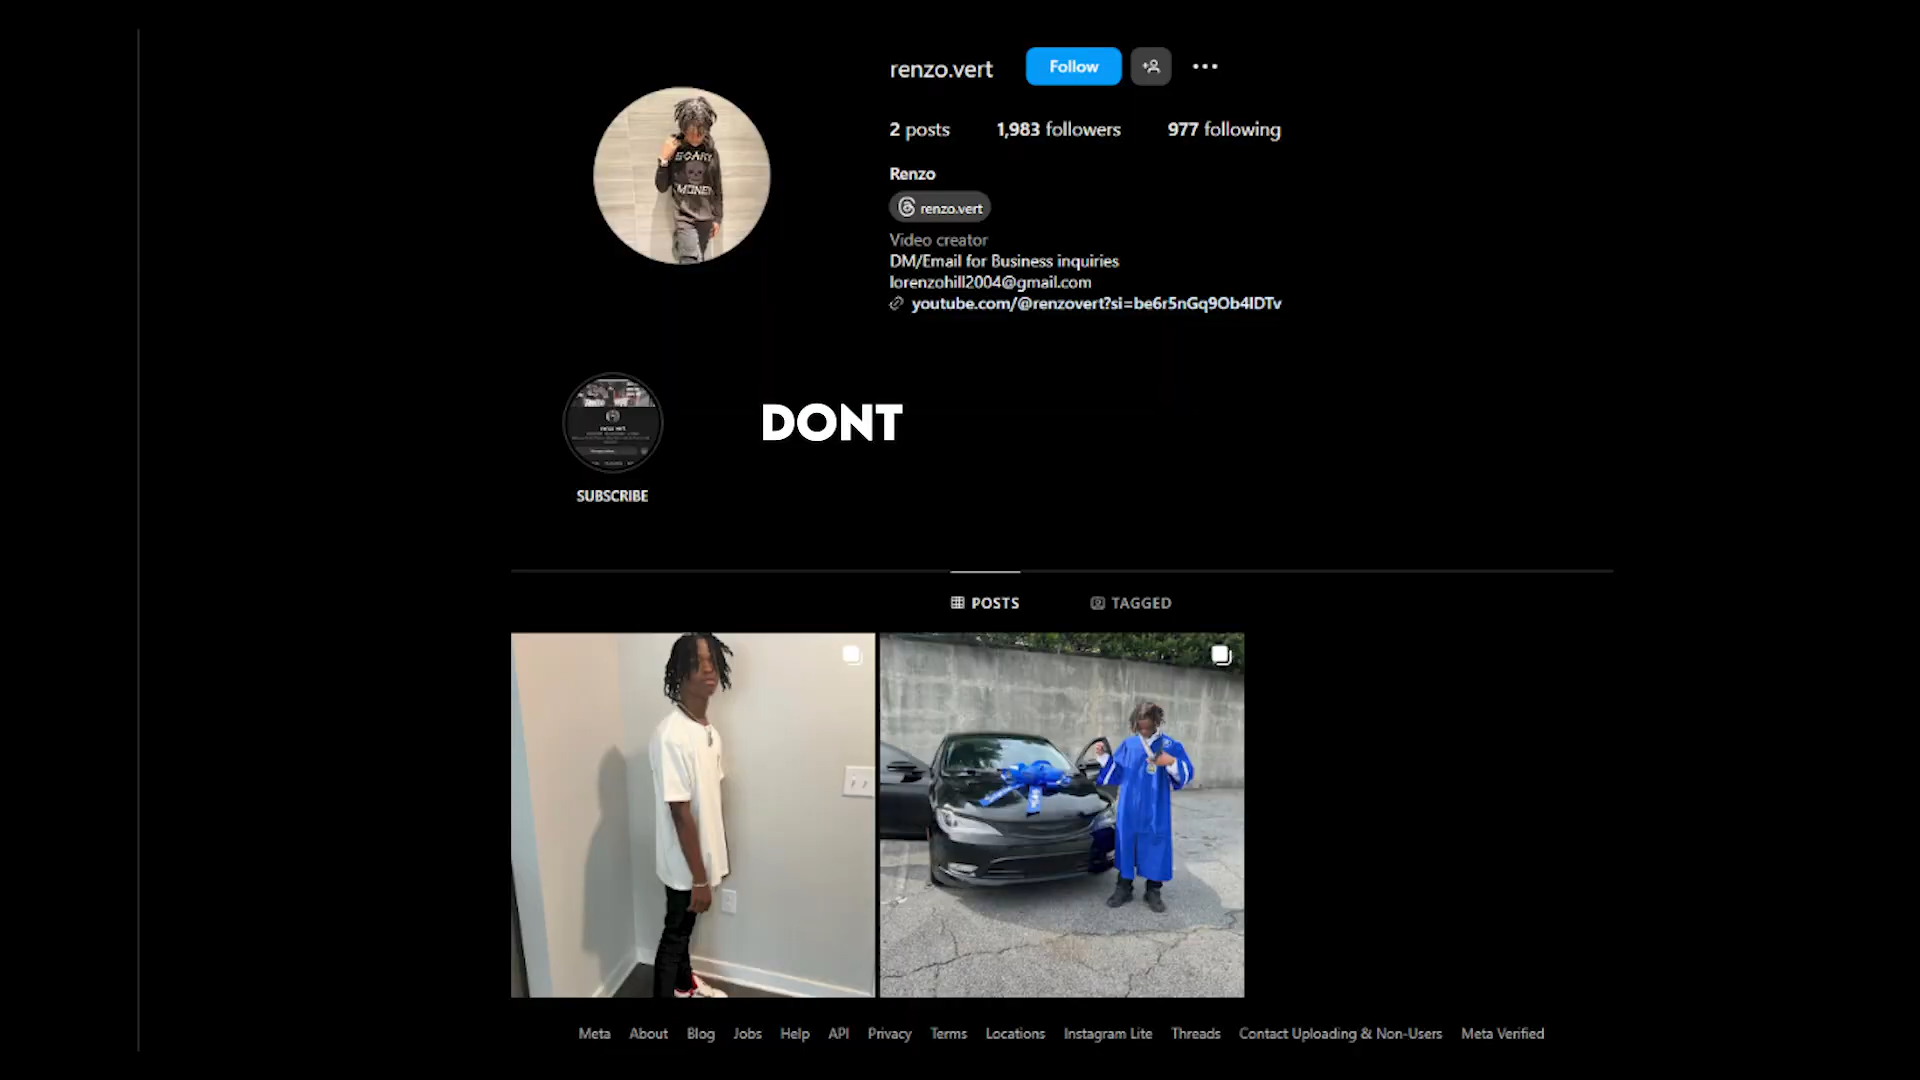 renzo.vert
Follow
2 posts 1,983 followers 977 following
SCARY
MONEY
Renzo
renzo.vert
Video creator
DM/Email for Business inquiries
lorenzohill2004@gmail.com
youtube.com/@renzovert?si=be6r5nGq9Ob4IDTv
DONT
SUBSCRIBE
POSTS TAGGED
Meta About Blog Jobs Help API Privacy Terms Locations Instagram Lite Threads Contact Uploading & Non-Users Meta Verified